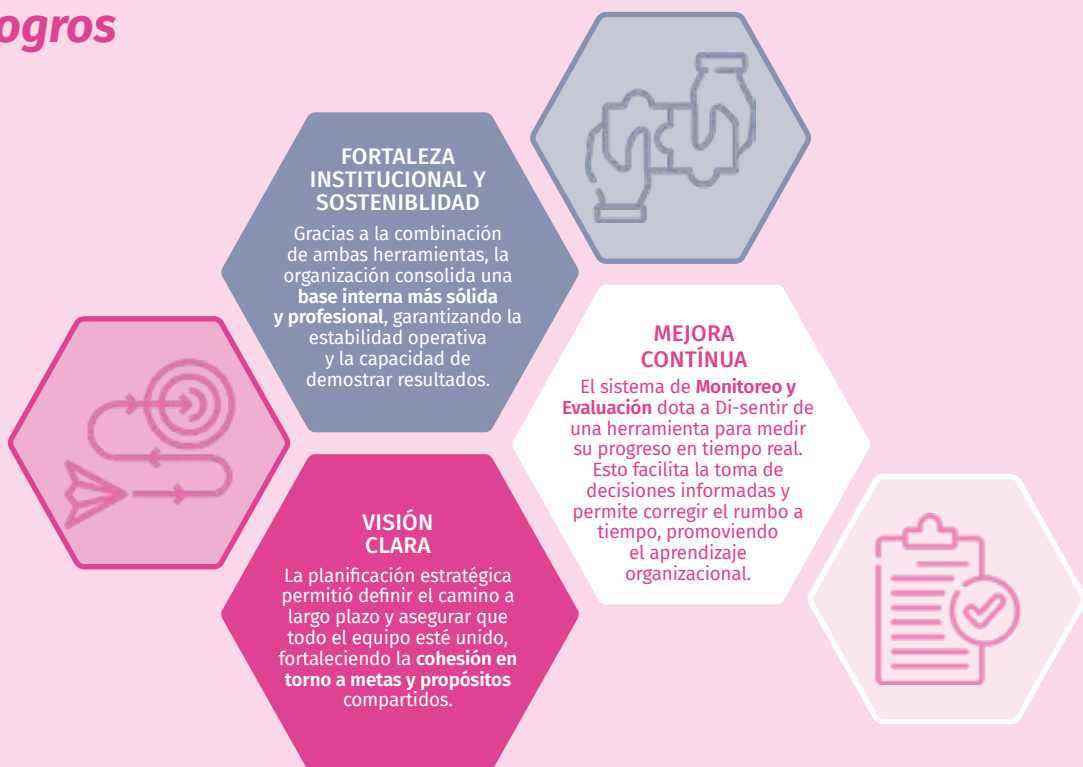 ogros
FORTALEZA
INSTITUCIONAL Y
SOSTENIBLIDAD
Gracias a la combinación
de ambas herramientas, la
organización consolida una
base interna más sólida
y profesional, garantizando la
estabilidad operativa
y la capacidad de
demostrar resultados.
MEJORA
CONTÍNUA
El sistema de Monitoreo y
Evaluación dota a Di-sentir de
una herramienta para medir
su progreso en tiempo real.
Esto facilita la toma de
decisiones informadas y
permite corregir el rumbo a
tiempo, promoviendo
el aprendizaje
organizacional.
VISIÓN
CLARA
La planificación estratégica
permitió definir el camino a
largo plazo y asegurar que
todo el equipo esté unido,
fortaleciendo la cohesión en
torno a metas y propósitos
compartidos.